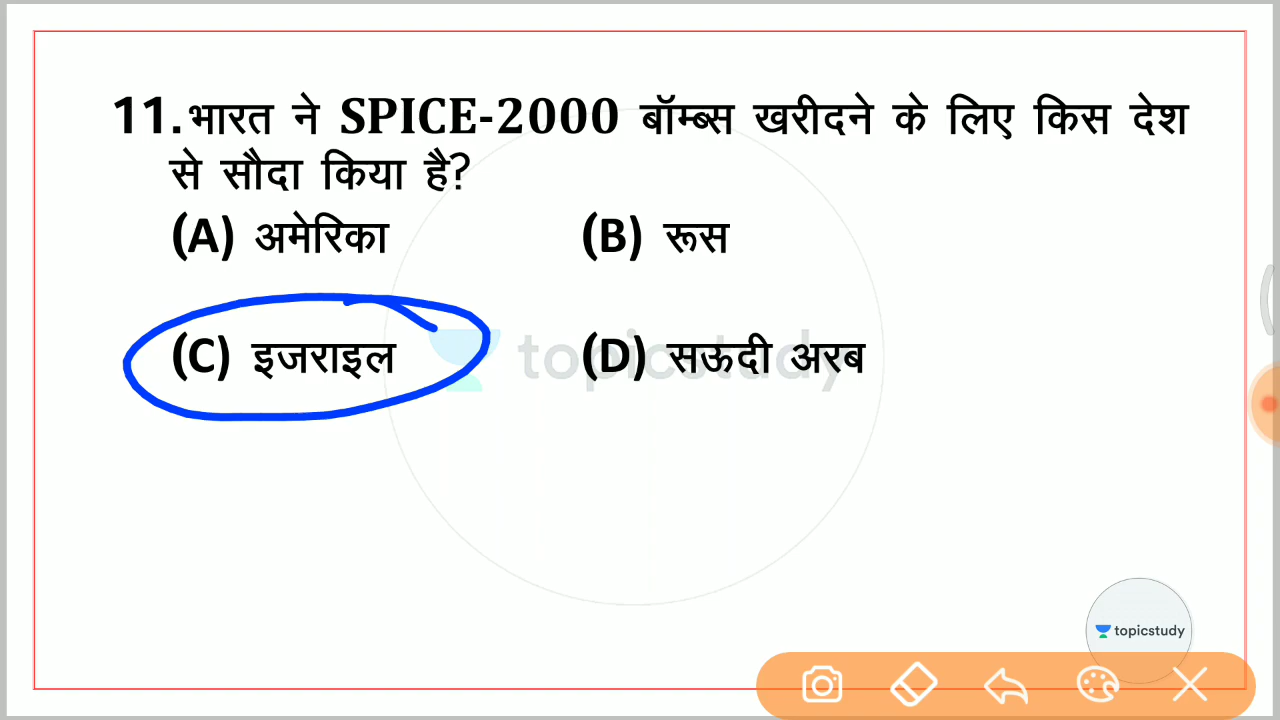 11. भारत ने SPICE-2000 बॉम्ब्स खरीदने के लिए किस देश
से सौदा किया है?
(A) अमेरिका (B) रूस
(C) इजराइल (D) सऊदी अरब
topicstudy
topicstudy